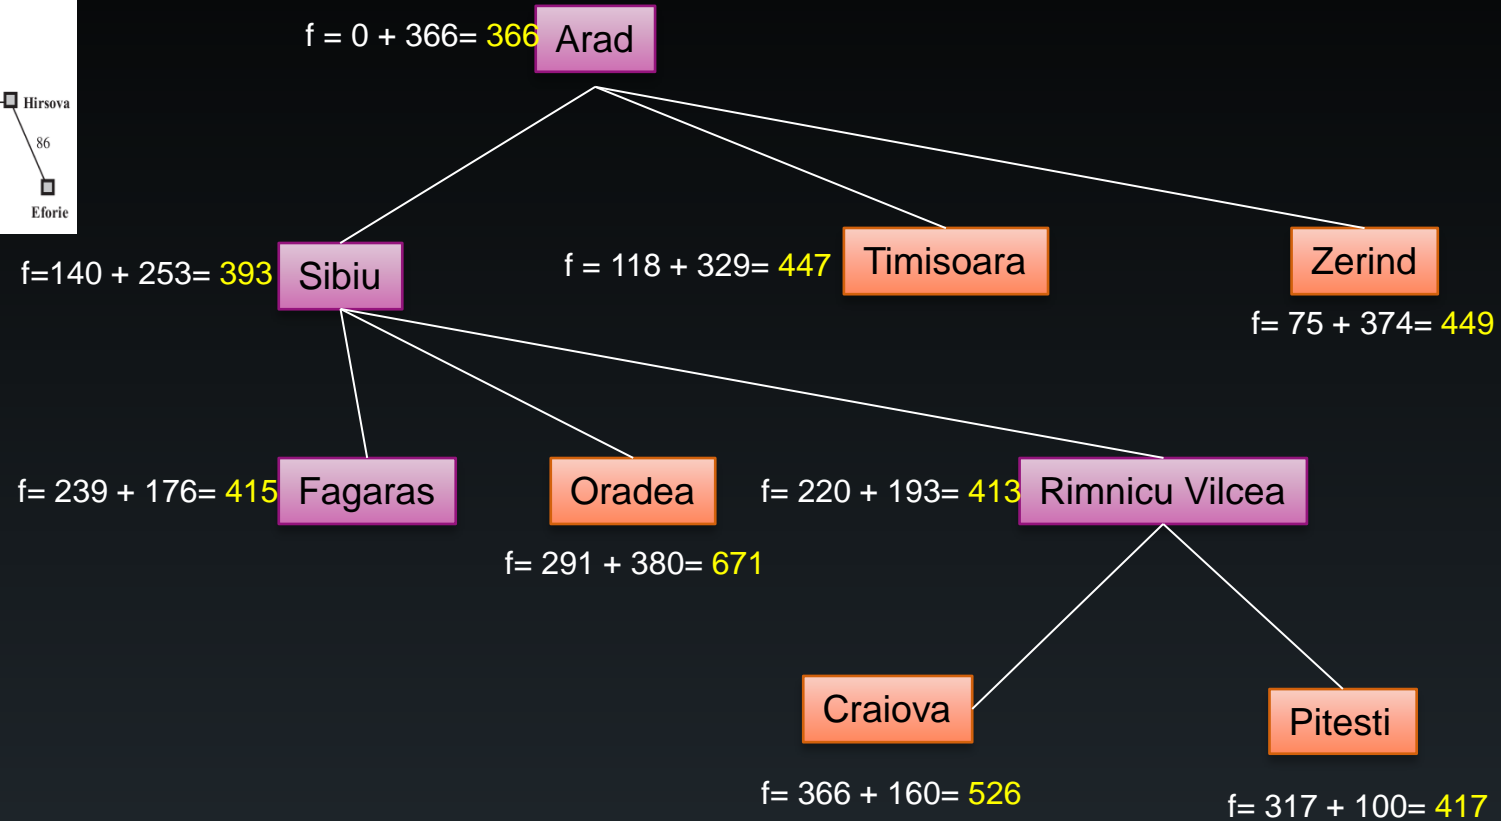 f = 0 + 366= 366 Arad
Hirsova
86
Eforie
f=140 + 253= 393 Sibiu
f = 118 + 329= 447 Timisoara
Zerind
f= 75 + 374= 449
f= 239 + 176= 415 Fagaras
Oradea
f= 291 + 380= 671
f= 220 + 193= 413 Rimnicu Vilcea
Craiova
f= 366 + 160= 526
Pitesti
f= 317 + 100= 417